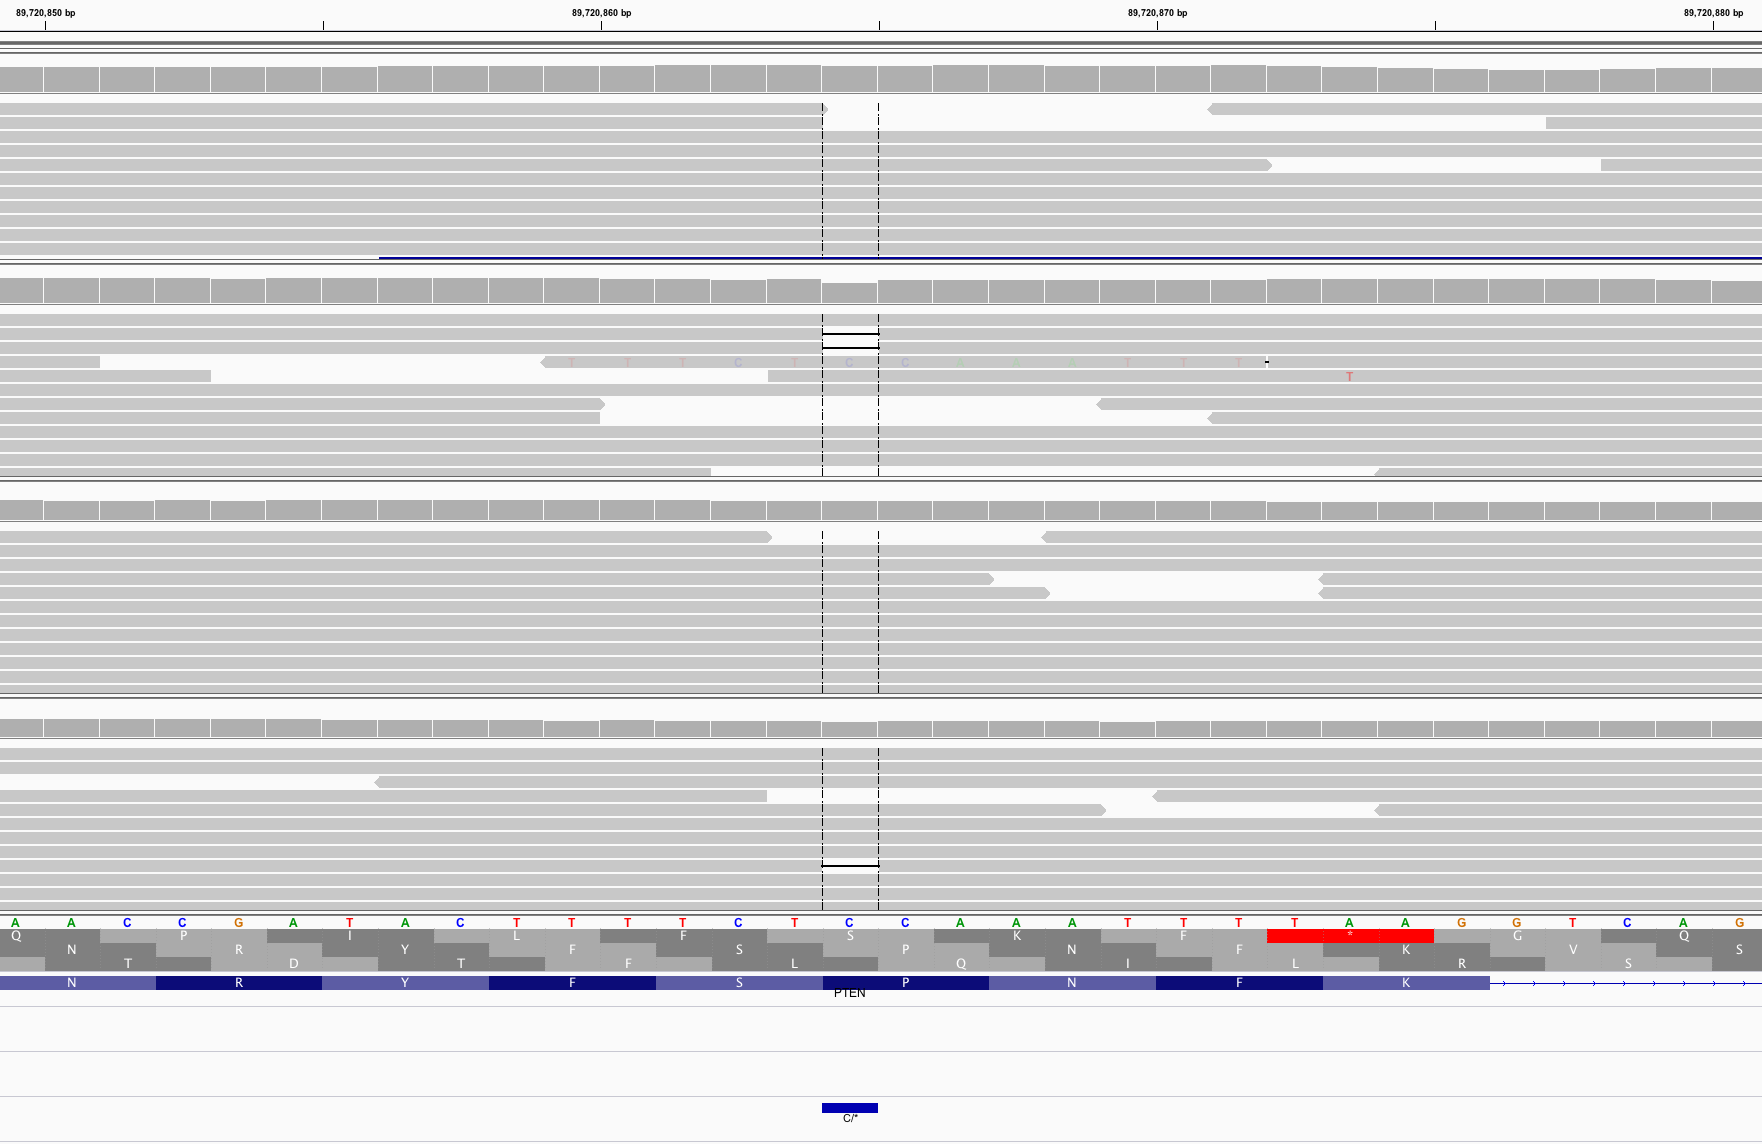 89,720,850 bp 89,720,860 bp 89,720,870 bp 89,720,880 bp
T T T C T C C A A A T T T
T
A A C C G A T A C T T T T C T C C A A A T T T T A A G G T C A G
Q P I L F S K F * G Q
N R Y F S P N F K V S
T D T F L Q I L R S
N R Y F S P N F K
PTEN
C/*